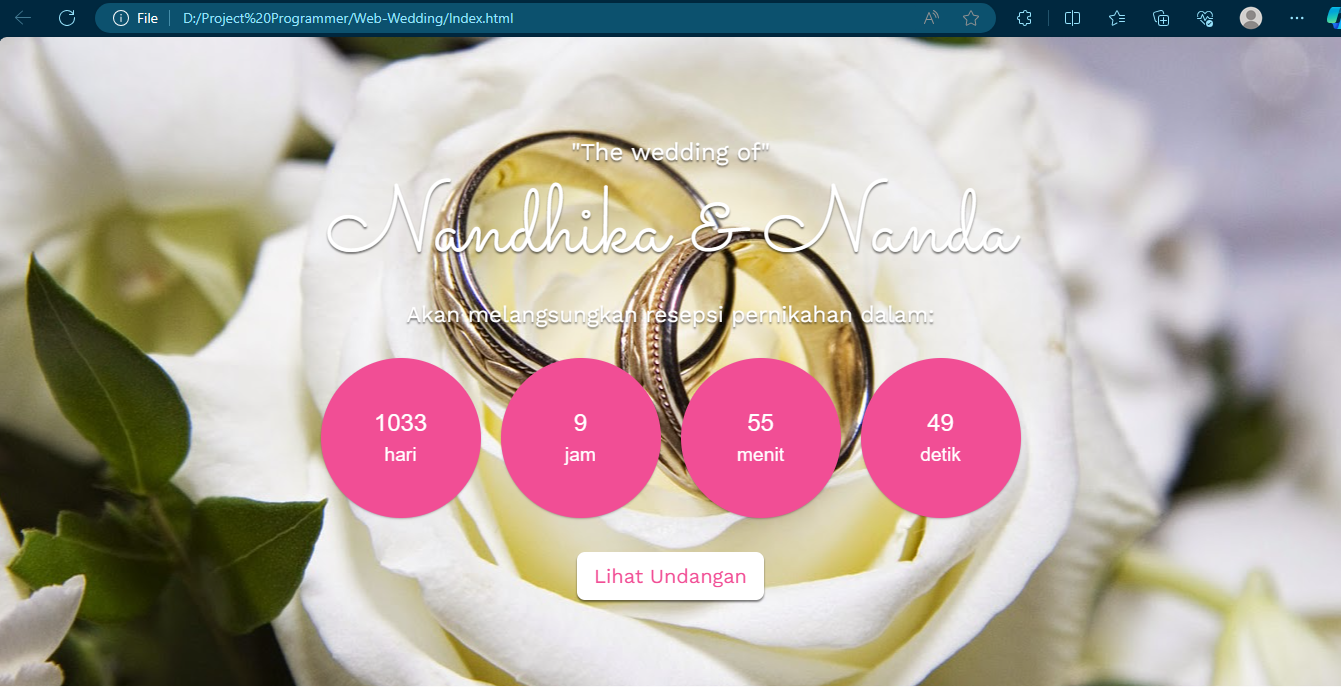 File D:/Project%20Programmer/Web-Wedding/Index.html
"The wedding of"
Nandhika & Nanda
Akan melangsungkan resepsi pernikahan dalam:
1033 9 55 49
hari jam menit detik
Lihat Undangan